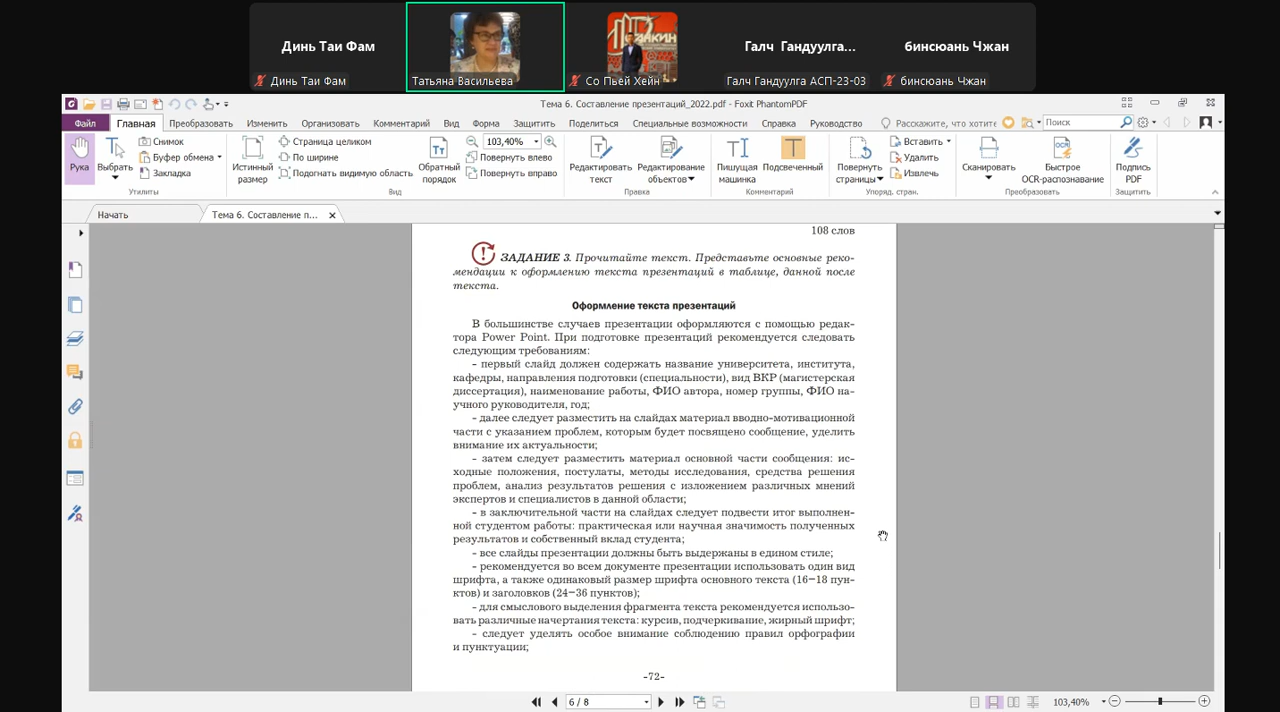 Динь Таи Фам
Галч Гандуулга...
бинсюань Чжан
Динь Таи Фам
Татьяна Васильева
Со Пьей Хейн
Галч Гандуулга АСП-23-03
бинсюань Чжан
Тема 6. Составление презентаций_2022.pdf - Foxit PhantomPDF
Файл Главная Преобразовать Изменить Организовать Комментарий Вид Форма Защитить Поделиться Специальные возможности Справка Руководство Расскажите, что хотите Поиск
Рука
Выбрать
Снимок
Буфер обмена
Закладка
Утилиты
Истинный размер
Страница целиком
По ширине
Подогнать видимую область
Обратный порядок
103,40%
Повернуть влево
Повернуть вправо
Вид
Редактировать текст
Редактирование объектов
Правка
Пишущая машинка
Подсвеченный
Комментарий
Повернуть страницы
Вставить
Удалить
Извлечь
Упоряд. стран.
Сканировать
Быстрое OCR-распознавание
Преобразовать
Подпись PDF
Защитить
Начать
Тема 6. Составление п...
108 слов
ЗАДАНИЕ 3. Прочитайте текст. Представьте основные реко-
мендации к оформлению текста презентаций в таблице, данной после
текста.
Оформление текста презентаций
В большинстве случаев презентации оформляются с помощью редак-
тора Power Point. При подготовке презентаций рекомендуется следовать
следующим требованиям:
- первый слайд должен содержать название университета, института,
кафедры, направления подготовки (специальности), вид ВКР (магистерская
диссертация), наименование работы, ФИО автора, номер группы, ФИО на-
учного руководителя, год;
- далее следует разместить на слайдах материал вводно-мотивационной
части с указанием проблем, которым будет посвящено сообщение, уделить
внимание их актуальности;
- затем следует разместить материал основной части сообщения: ис-
ходные положения, постулаты, методы исследования, средства решения
проблем, анализ результатов решения с изложением различных мнений
экспертов и специалистов в данной области;
- в заключительной части на слайдах следует подвести итог выполнен-
ной студентом работы: практическая или научная значимость полученных
результатов и собственный вклад студента;
- все слайды презентации должны быть выдержаны в едином стиле;
- рекомендуется во всем документе презентации использовать один вид
шрифта, а также одинаковый размер шрифта основного текста (16−18 пун-
ктов) и заголовков (24−36 пунктов);
- для смыслового выделения фрагмента текста рекомендуется использо-
вать различные начертания текста: курсив, подчеркивание, жирный шрифт;
- следует уделять особое внимание соблюдению правил орфографии
и пунктуации;
-72-
6 / 8
103,40%